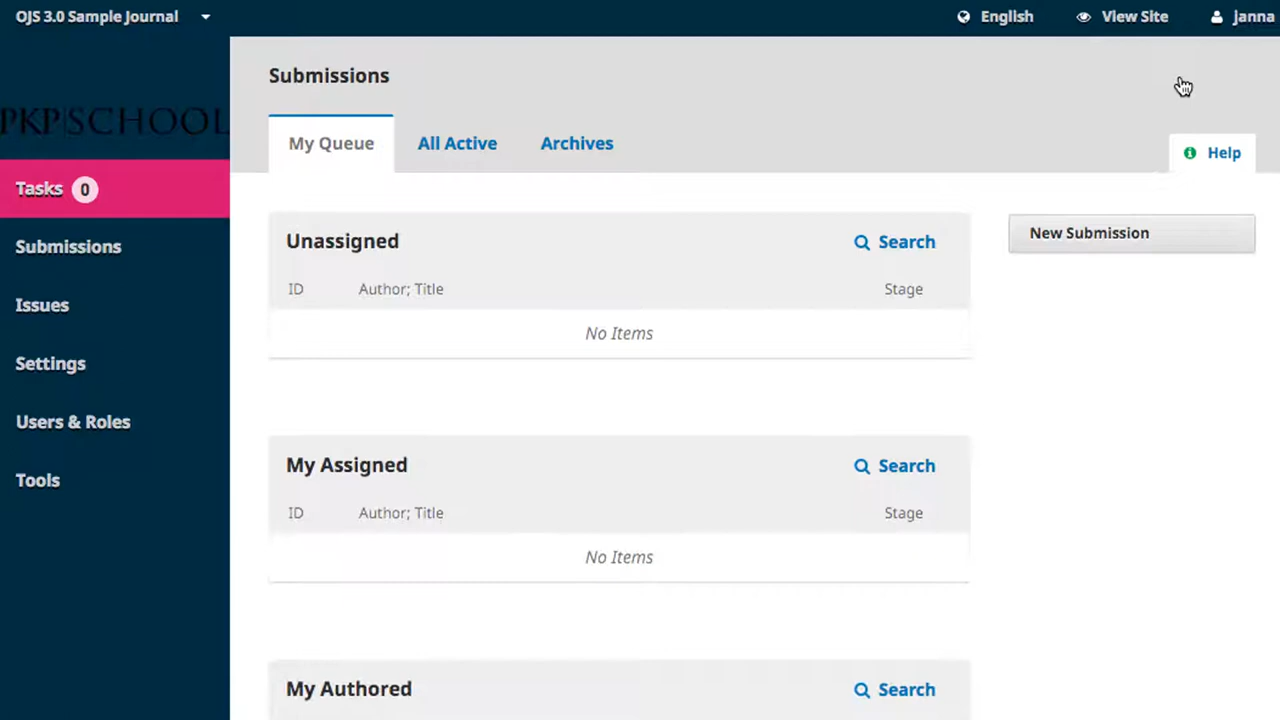 OJS 3.0 Sample Journal
English View Site Janna
PKP|SCHOOL
Submissions
My Queue All Active Archives
Help
Tasks 0
Submissions
Issues
Settings
Users & Roles
Tools
Unassigned Search
ID Author; Title Stage
No Items
New Submission
My Assigned Search
ID Author; Title Stage
No Items
My Authored Search